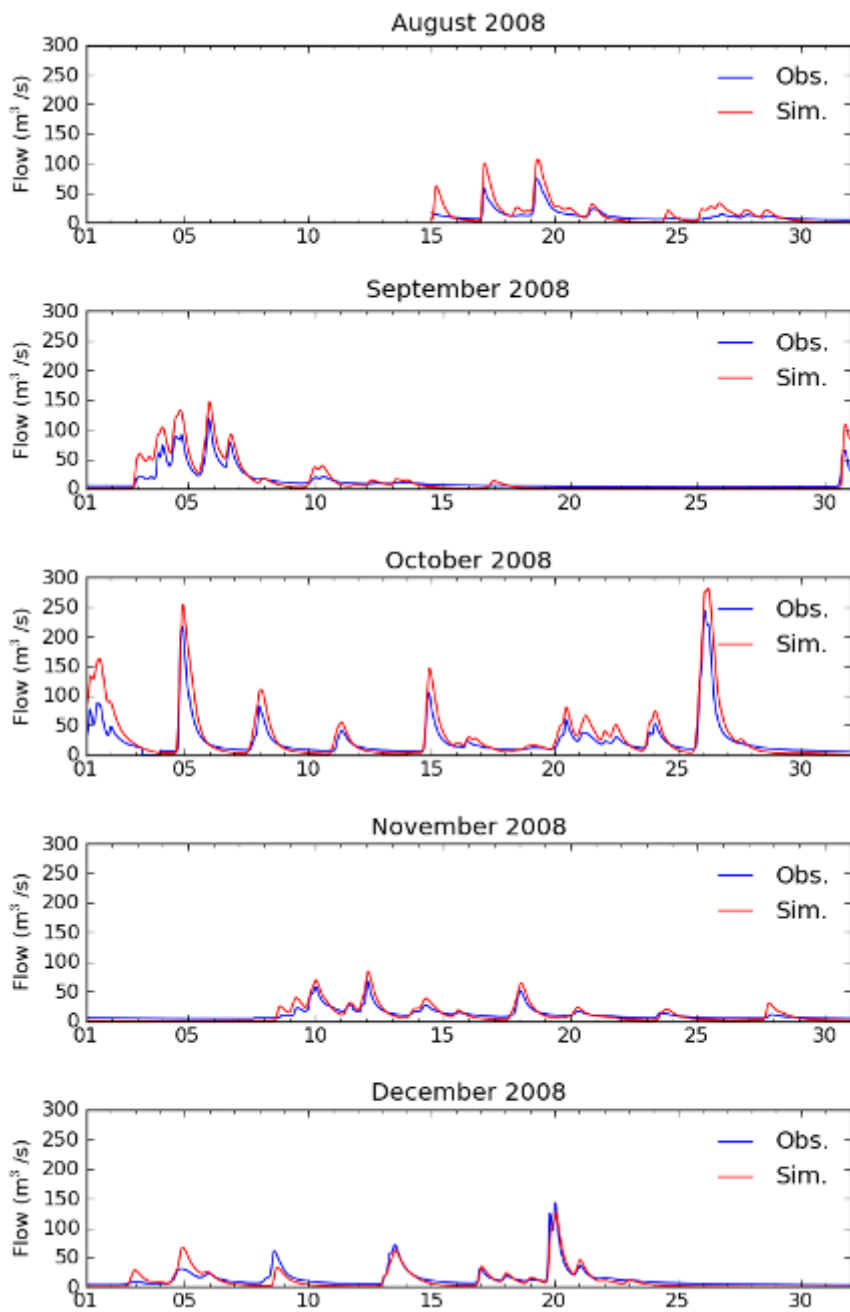 August 2008
300
250
200
150
100
50
0
Flow (m³ /s)
Obs.
Sim.
01 05 10 15 20 25 30
September 2008
300
250
200
150
100
50
0
Flow (m³ /s)
Obs.
Sim.
01 05 10 15 20 25 30
October 2008
300
250
200
150
100
50
0
Flow (m³ /s)
Obs.
Sim.
01 05 10 15 20 25 30
November 2008
300
250
200
150
100
50
0
Flow (m³ /s)
Obs.
Sim.
01 05 10 15 20 25 30
December 2008
300
250
200
150
100
50
0
Flow (m³ /s)
Obs.
Sim.
01 05 10 15 20 25 30